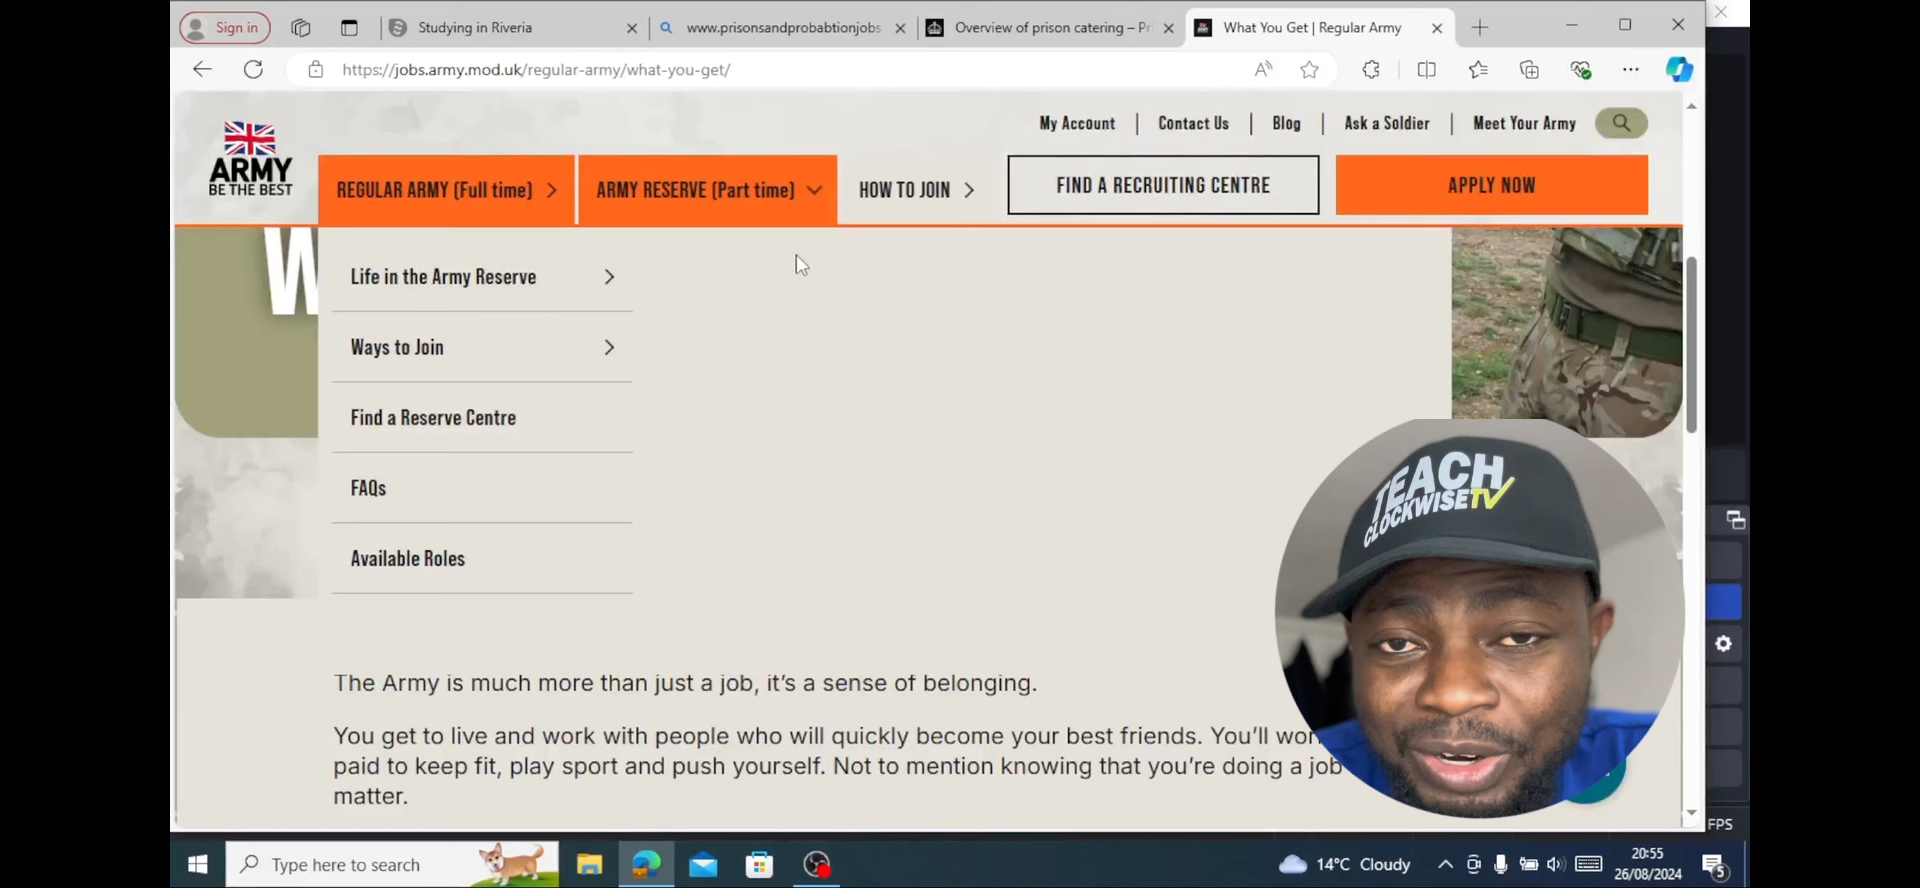 Sign in
Studying in Riveria
www.prisonsandprobabtionjobs
Overview of prison catering – Pr
What You Get | Regular Army
https://jobs.army.mod.uk/regular-army/what-you-get/
My Account | Contact Us | Blog | Ask a Soldier | Meet Your Army
ARMY
BE THE BEST
REGULAR ARMY (Full time)
ARMY RESERVE (Part time)
HOW TO JOIN
FIND A RECRUITING CENTRE
APPLY NOW
W
Life in the Army Reserve
Ways to Join
Find a Reserve Centre
FAQs
Available Roles
TEACH
CLOCKWISE TV
The Army is much more than just a job, it's a sense of belonging.
You get to live and work with people who will quickly become your best friends. You'll
paid to keep fit, play sport and push yourself. Not to mention knowing that you're doing a job
matter.
FPS
Type here to search
14°C Cloudy
20:55
26/08/2024
5